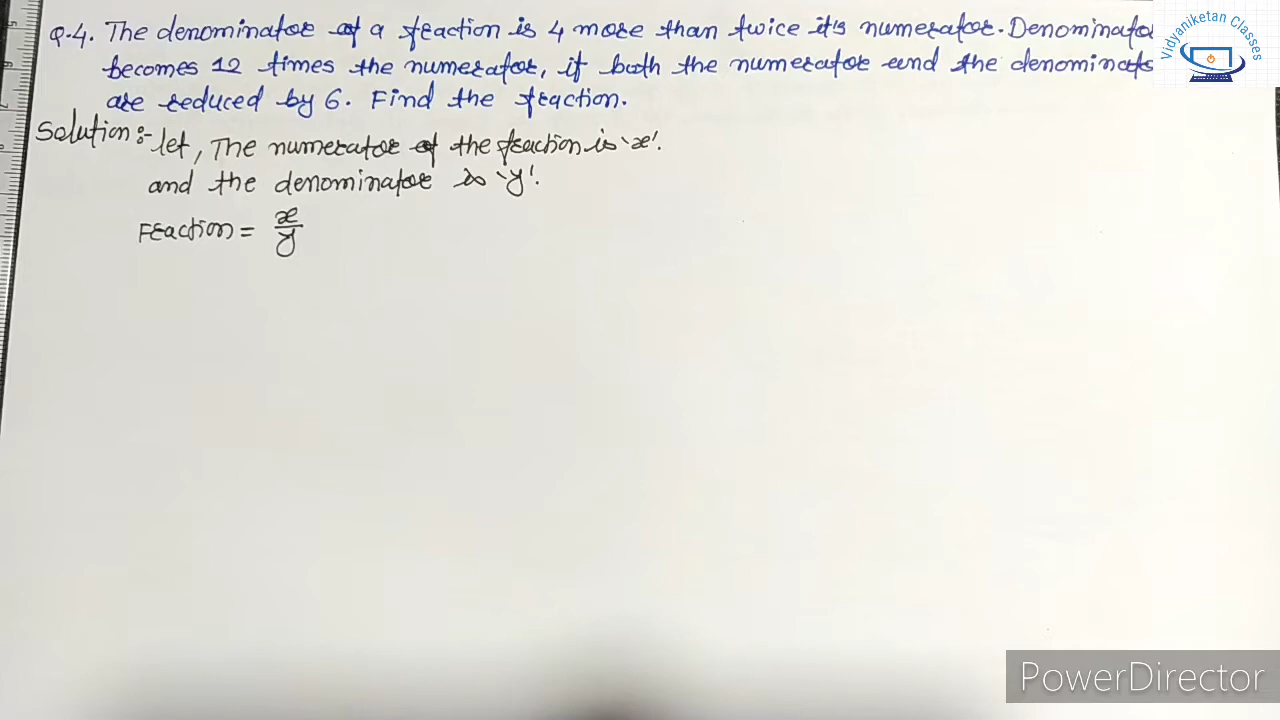 Q.4. The denominator of a fraction is 4 more than twice it's numerator. Denominator
becomes 12 times the numerator, if both the numerator and the denominator
are reduced by 6. Find the fraction.
Solution:- let, The numerator of the fraction is 'x'.
and the denominator is 'y'.
Fraction = x/y
Vidyaniketan Classes
PowerDirector